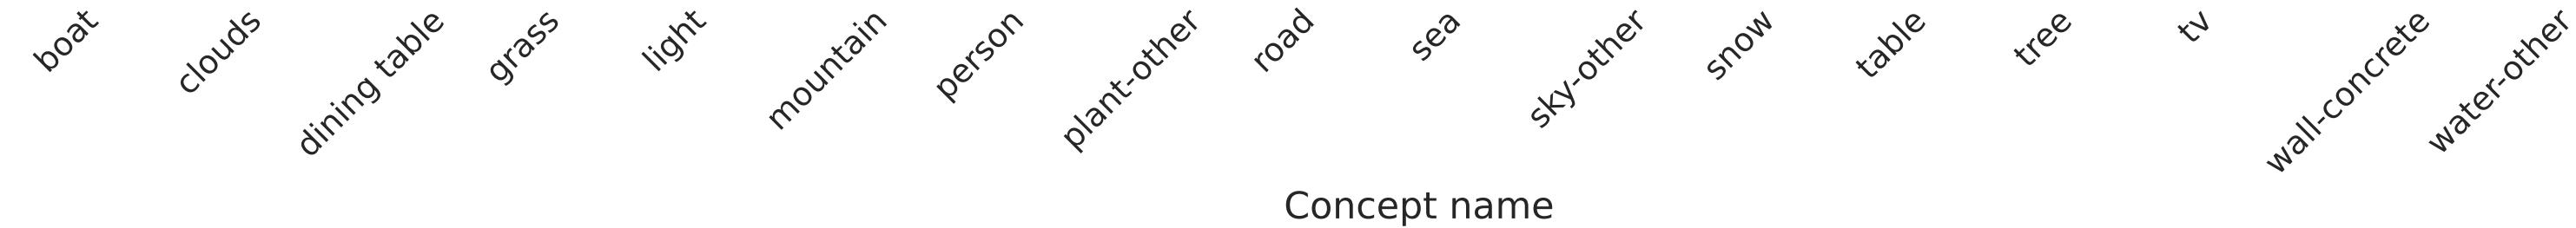 boat
clouds
dining table
grass
light
mountain
person
plant-other
road
sea
sky-other
snow
table
tree
tv
wall-concrete
water-other
Concept name